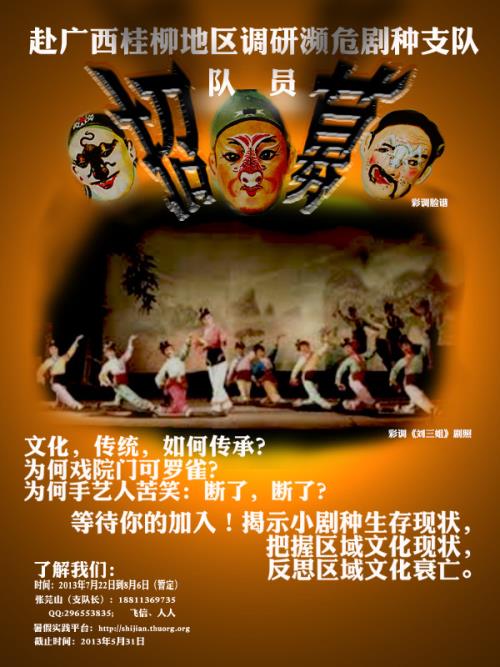 赴广西桂柳地区调研濒危剧种支队
队 员
招募
彩调脸谱
彩调《刘三姐》剧照
文化，传统，如何传承？
为何戏院门可罗雀？
为何手艺人苦笑：断了，断了？
等待你的加入！揭示小剧种生存现状，
把握区域文化现状，
反思区域文化衰亡。
了解我们：
时间：2013年7月22日到8月6日（暂定）
张芫山（支队长）：18811369735
QQ:296553835; 飞信、人人
暑假实践平台：http://shijian.thuorg.org
截止时间：2013年5月31日